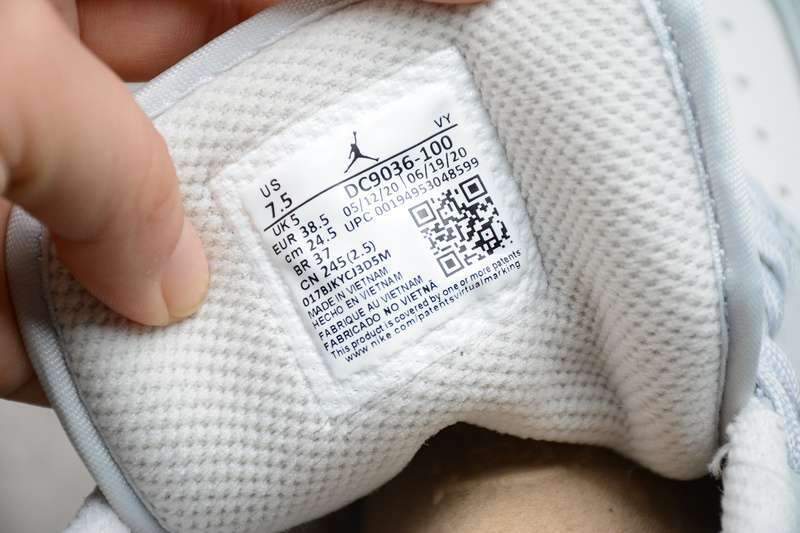 VY
US
7.5
DC9036-100
UK 5
05/12/20 06/19/20
EUR 38.5
UPC 00194953048599
cm 24.5
BR 37
CN 245(2.5)
017BJKYCJ3D5M
MADE IN VIETNAM
HECHO EN VIETNAM
FABRIQUE AU VIETNAM
FABRICADO NO VIETNÃ
This product is covered by one or more patents
www.nike.com/patentsvirtualmarking